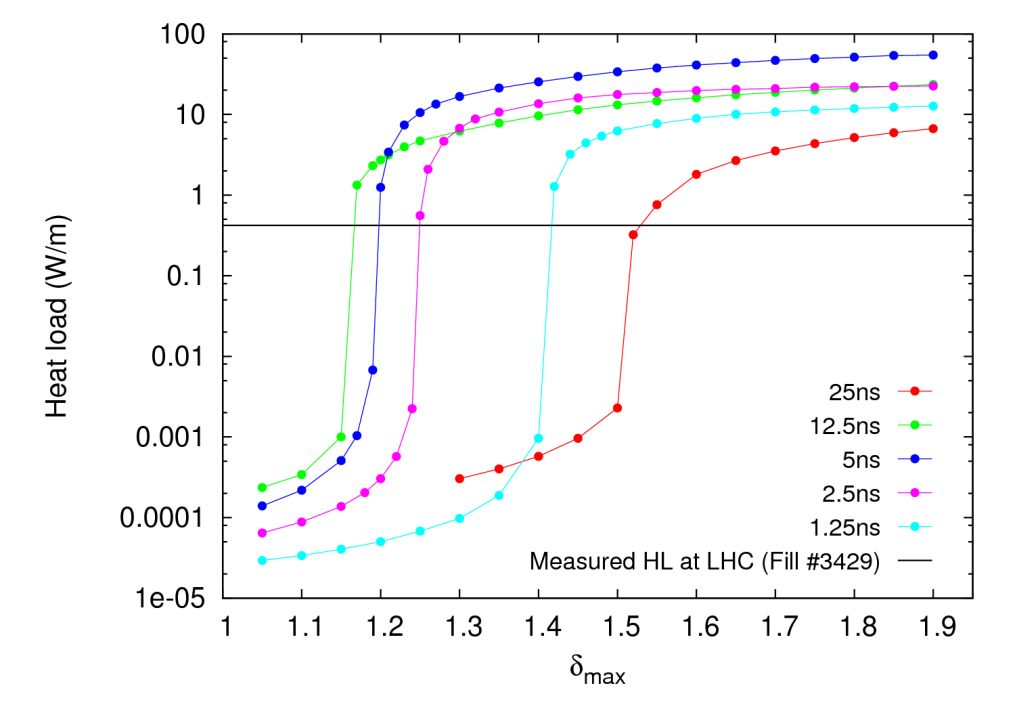 100
10
1
0.1
0.01
0.001
0.0001
1e-05
Heat load (W/m)
25ns
12.5ns
5ns
2.5ns
1.25ns
Measured HL at LHC (Fill #3429)
1 1.1 1.2 1.3 1.4 1.5 1.6 1.7 1.8 1.9
δmax